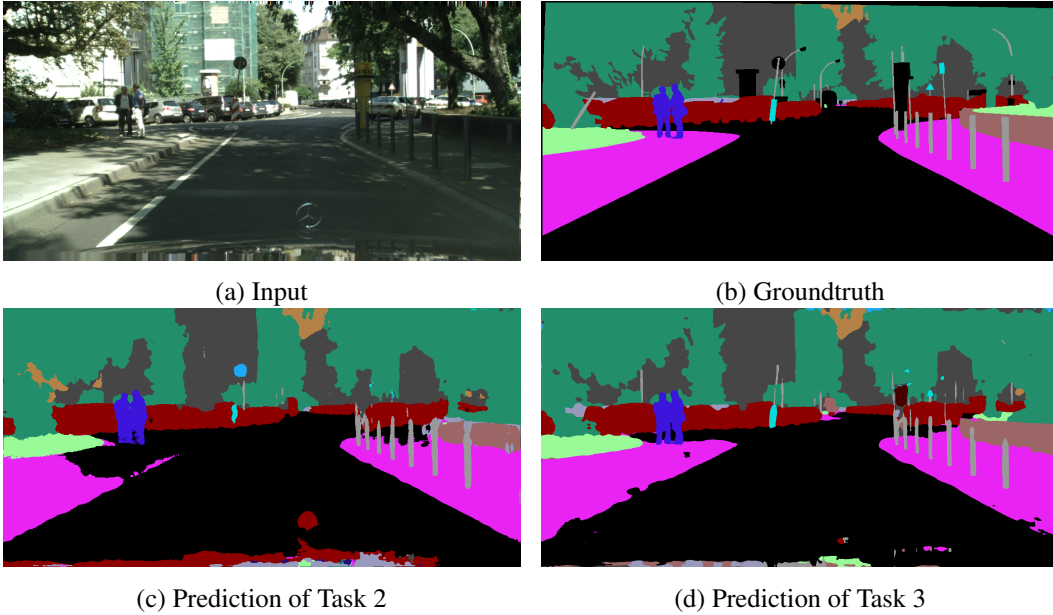 (a) Input
(b) Groundtruth
(c) Prediction of Task 2
(d) Prediction of Task 3